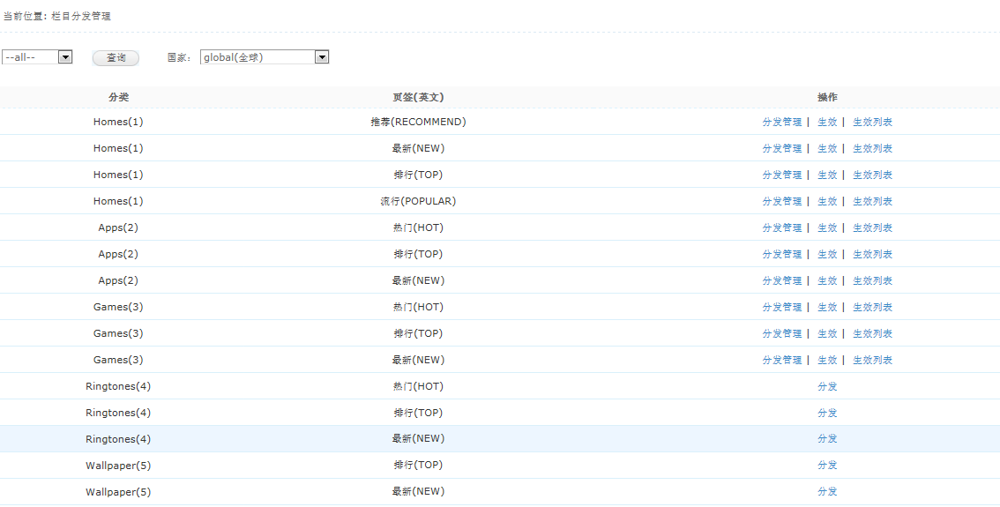 当前位置: 栏目分发管理
--all-- 查询 国家: global(全球)
分类 页签(英文) 操作
Homes(1) 推荐(RECOMMEND) 分发管理 | 生效 | 生效列表
Homes(1) 最新(NEW) 分发管理 | 生效 | 生效列表
Homes(1) 排行(TOP) 分发管理 | 生效 | 生效列表
Homes(1) 流行(POPULAR) 分发管理 | 生效 | 生效列表
Apps(2) 热门(HOT) 分发管理 | 生效 | 生效列表
Apps(2) 排行(TOP) 分发管理 | 生效 | 生效列表
Apps(2) 最新(NEW) 分发管理 | 生效 | 生效列表
Games(3) 热门(HOT) 分发管理 | 生效 | 生效列表
Games(3) 排行(TOP) 分发管理 | 生效 | 生效列表
Games(3) 最新(NEW) 分发管理 | 生效 | 生效列表
Ringtones(4) 热门(HOT) 分发
Ringtones(4) 排行(TOP) 分发
Ringtones(4) 最新(NEW) 分发
Wallpaper(5) 排行(TOP) 分发
Wallpaper(5) 最新(NEW) 分发